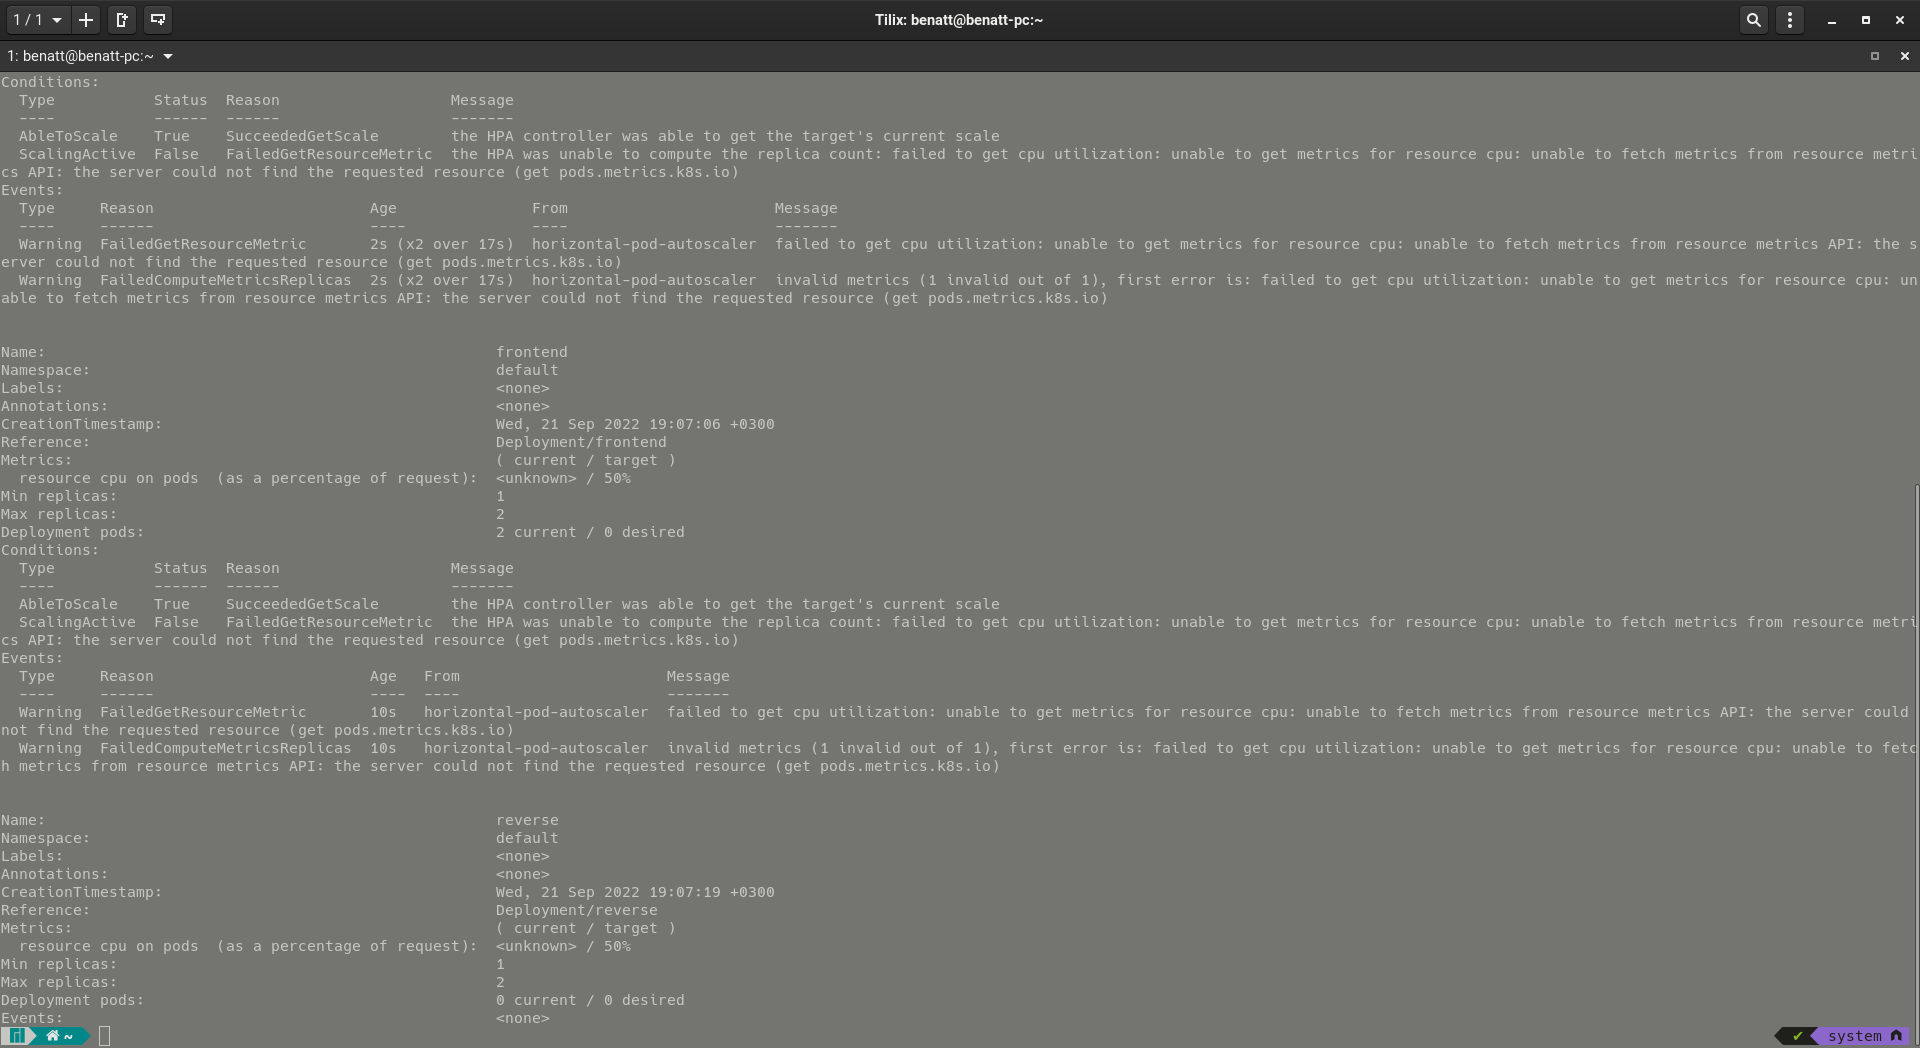 1 / 1
Tilix: benatt@benatt-pc:~
1: benatt@benatt-pc:~
Conditions:
  Type           Status  Reason                   Message
  ----           ------  ------                   -------
  AbleToScale    True    SucceededGetScale        the HPA controller was able to get the target's current scale
  ScalingActive  False   FailedGetResourceMetric  the HPA was unable to compute the replica count: failed to get cpu utilization: unable to get metrics for resource cpu: unable to fetch metrics from resource metri
cs API: the server could not find the requested resource (get pods.metrics.k8s.io)
Events:
  Type     Reason                        Age               From                       Message
  ----     ------                        ----              ----                       -------
  Warning  FailedGetResourceMetric       2s (x2 over 17s)  horizontal-pod-autoscaler  failed to get cpu utilization: unable to get metrics for resource cpu: unable to fetch metrics from resource metrics API: the s
erver could not find the requested resource (get pods.metrics.k8s.io)
  Warning  FailedComputeMetricsReplicas  2s (x2 over 17s)  horizontal-pod-autoscaler  invalid metrics (1 invalid out of 1), first error is: failed to get cpu utilization: unable to get metrics for resource cpu: un
able to fetch metrics from resource metrics API: the server could not find the requested resource (get pods.metrics.k8s.io)
Name:                                                  frontend
Namespace:                                             default
Labels:                                                <none>
Annotations:                                           <none>
CreationTimestamp:                                     Wed, 21 Sep 2022 19:07:06 +0300
Reference:                                             Deployment/frontend
Metrics:                                               ( current / target )
  resource cpu on pods  (as a percentage of request):  <unknown> / 50%
Min replicas:                                          1
Max replicas:                                          2
Deployment pods:                                       2 current / 0 desired
Conditions:
  Type           Status  Reason                   Message
  ----           ------  ------                   -------
  AbleToScale    True    SucceededGetScale        the HPA controller was able to get the target's current scale
  ScalingActive  False   FailedGetResourceMetric  the HPA was unable to compute the replica count: failed to get cpu utilization: unable to get metrics for resource cpu: unable to fetch metrics from resource metri
cs API: the server could not find the requested resource (get pods.metrics.k8s.io)
Events:
  Type     Reason                        Age   From                       Message
  ----     ------                        ----  ----                       -------
  Warning  FailedGetResourceMetric       10s   horizontal-pod-autoscaler  failed to get cpu utilization: unable to get metrics for resource cpu: unable to fetch metrics from resource metrics API: the server could
not find the requested resource (get pods.metrics.k8s.io)
  Warning  FailedComputeMetricsReplicas  10s   horizontal-pod-autoscaler  invalid metrics (1 invalid out of 1), first error is: failed to get cpu utilization: unable to get metrics for resource cpu: unable to fetc
h metrics from resource metrics API: the server could not find the requested resource (get pods.metrics.k8s.io)
Name:                                                  reverse
Namespace:                                             default
Labels:                                                <none>
Annotations:                                           <none>
CreationTimestamp:                                     Wed, 21 Sep 2022 19:07:19 +0300
Reference:                                             Deployment/reverse
Metrics:                                               ( current / target )
  resource cpu on pods  (as a percentage of request):  <unknown> / 50%
Min replicas:                                          1
Max replicas:                                          2
Deployment pods:                                       0 current / 0 desired
Events:                                                <none>
~ ✔ system